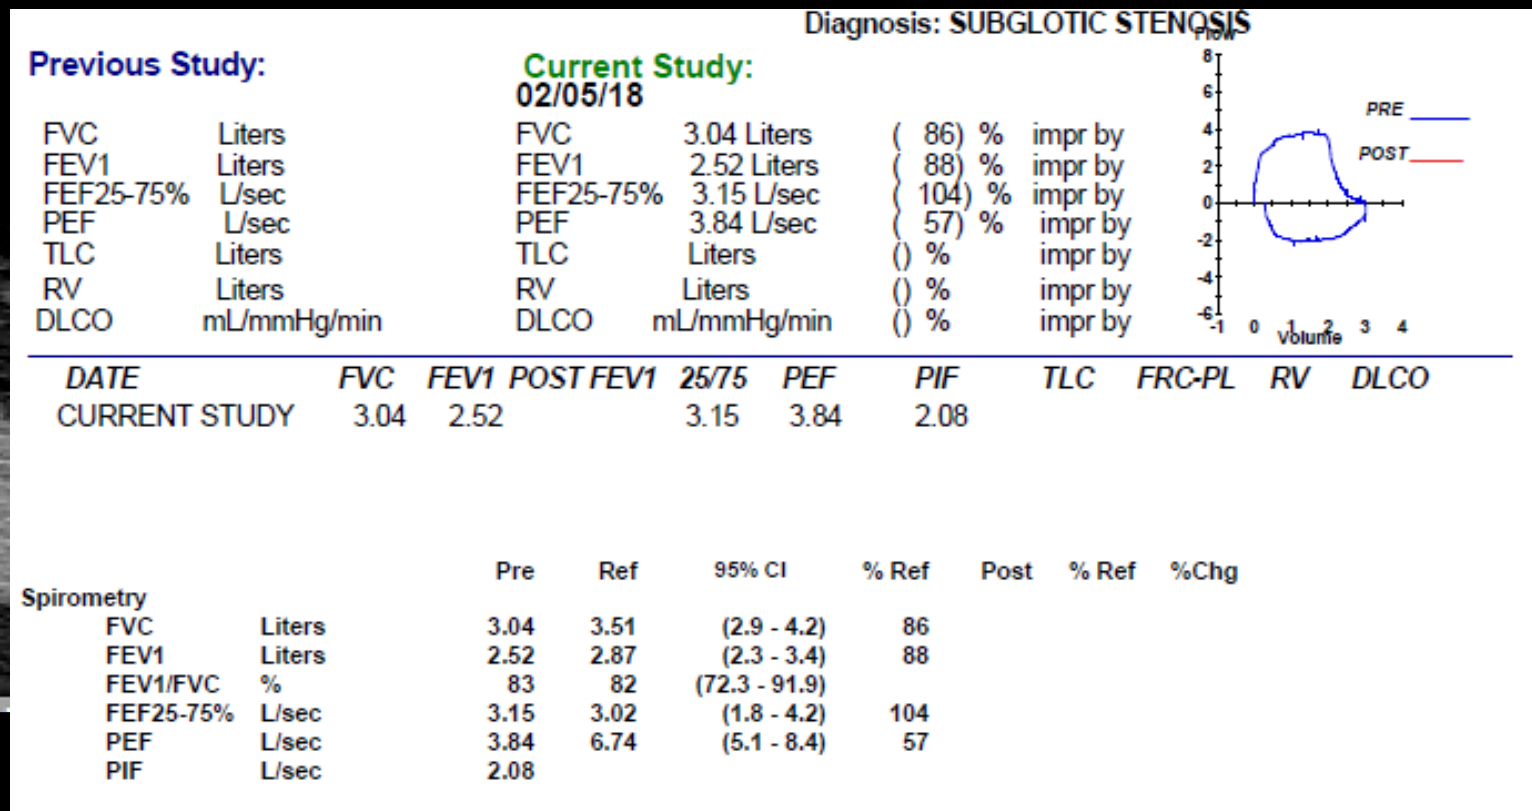 Diagnosis: SUBGLOTIC STENOSIS
Previous Study:
Current Study:
02/05/18
FVC Liters FVC 3.04 Liters ( 86) % impr by
FEV1 Liters FEV1 2.52 Liters ( 88) % impr by
FEF25-75% L/sec FEF25-75% 3.15 L/sec ( 104) % impr by
PEF L/sec PEF 3.84 L/sec ( 57) % impr by
TLC Liters TLC Liters () % impr by
RV Liters RV Liters () % impr by
DLCO mL/mmHg/min DLCO mL/mmHg/min () % impr by
Flow
8
6
4
2
0
-2
-4
-6
PRE
POST
-1 0 1 2 3 4
Volume
DATE FVC FEV1 POST FEV1 25/75 PEF PIF TLC FRC-PL RV DLCO
CURRENT STUDY 3.04 2.52 3.15 3.84 2.08
Pre Ref 95% CI % Ref Post % Ref %Chg
Spirometry
FVC Liters 3.04 3.51 (2.9 - 4.2) 86
FEV1 Liters 2.52 2.87 (2.3 - 3.4) 88
FEV1/FVC % 83 82 (72.3 - 91.9)
FEF25-75% L/sec 3.15 3.02 (1.8 - 4.2) 104
PEF L/sec 3.84 6.74 (5.1 - 8.4) 57
PIF L/sec 2.08